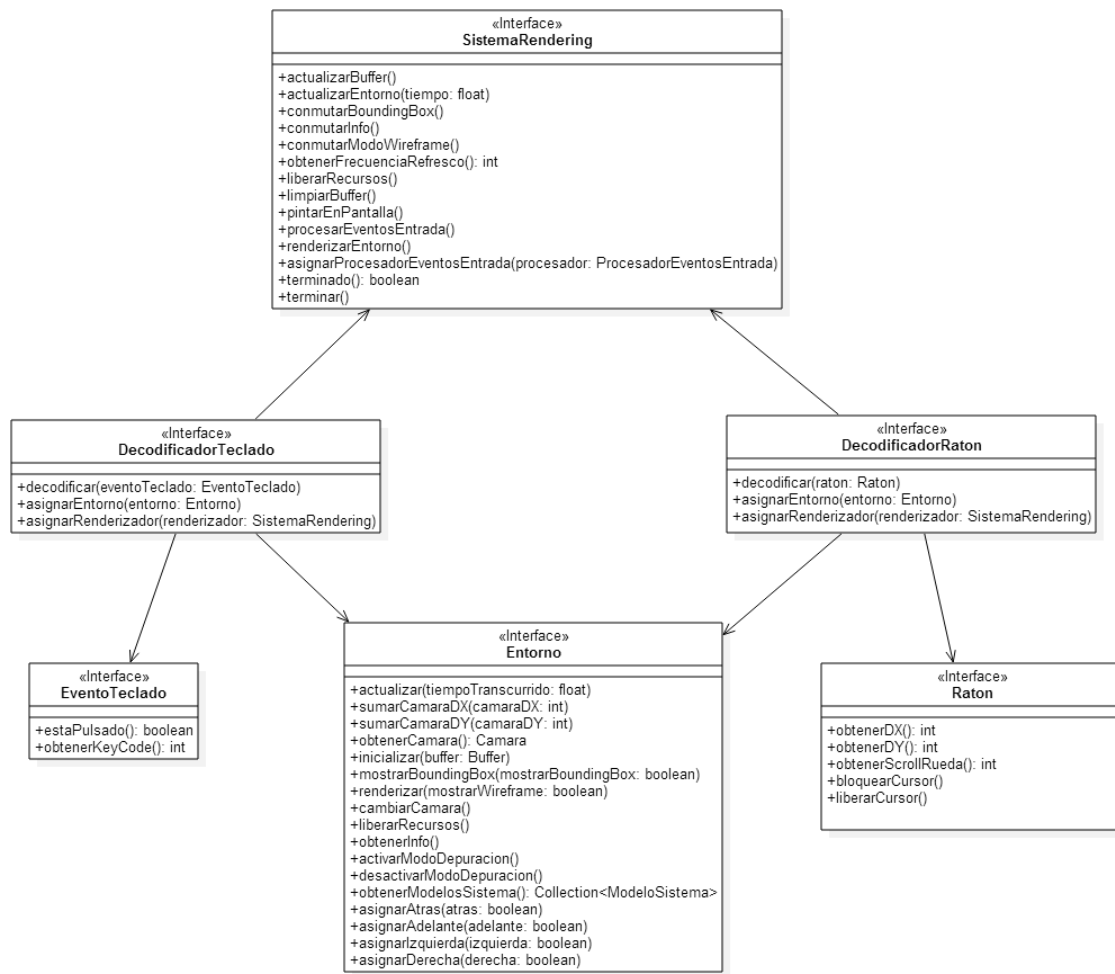 «Interface»
SistemaRendering
+actualizarBuffer()
+actualizarEntorno(tiempo: float)
+conmutarBoundingBox()
+conmutarInfo()
+conmutarModoWireframe()
+obtenerFrecuenciaRefresco(): int
+liberarRecursos()
+limpiarBuffer()
+pintarEnPantalla()
+procesarEventosEntrada()
+renderizarEntorno()
+asignarProcesadorEventosEntrada(procesador: ProcesadorEventosEntrada)
+terminado(): boolean
+terminar()
«Interface»
DecodificadorTeclado
+decodificar(eventoTeclado: EventoTeclado)
+asignarEntorno(entorno: Entorno)
+asignarRenderizador(renderizador: SistemaRendering)
«Interface»
DecodificadorRaton
+decodificar(raton: Raton)
+asignarEntorno(entorno: Entorno)
+asignarRenderizador(renderizador: SistemaRendering)
«Interface»
EventoTeclado
+estaPulsado(): boolean
+obtenerKeyCode(): int
«Interface»
Entorno
+actualizar(tiempoTranscurrido: float)
+sumarCamaraDX(camaraDX: int)
+sumarCamaraDY(camaraDY: int)
+obtenerCamara(): Camara
+inicializar(buffer: Buffer)
+mostrarBoundingBox(mostrarBoundingBox: boolean)
+renderizar(mostrarWireframe: boolean)
+cambiarCamara()
+liberarRecursos()
+obtenerInfo()
+activarModoDepuracion()
+desactivarModoDepuracion()
+obtenerModelosSistema(): Collection<ModeloSistema>
+asignarAtras(atras: boolean)
+asignarAdelante(adelante: boolean)
+asignarIzquierda(izquierda: boolean)
+asignarDerecha(derecha: boolean)
«Interface»
Raton
+obtenerDX(): int
+obtenerDY(): int
+obtenerScrollRueda(): int
+bloquearCursor()
+liberarCursor()